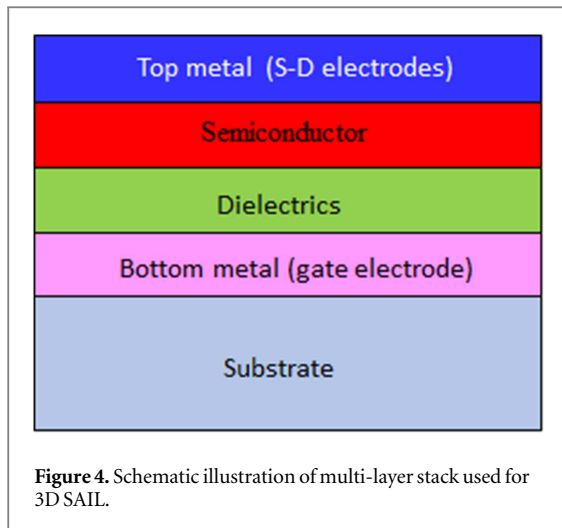 Top metal (S-D electrodes)
Semiconductor
Dielectrics
Bottom metal (gate electrode)
Substrate
Figure 4. Schematic illustration of multi-layer stack used for
3D SAIL.